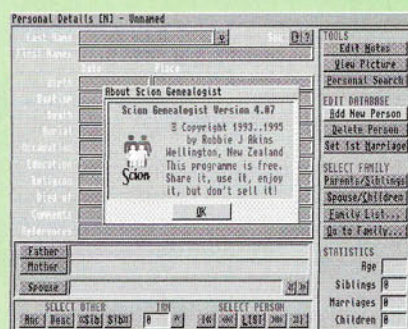 Personal Details [N] - Unnamed
Last Name
Sex
?
First Names
Date Place
Birth
Baptism
Death
Burial
Occupation
Education
Religion
Died of
Comments
References
About Scion Genealogist
Scion Genealogist Version 4.07
© Copyright 1993..1995
by Robbie J Akins
Wellington, New Zealand
This programme is free.
Share it, use it, enjoy
it, but don't sell it!
Scion
OK
Father
Mother
Spouse
SELECT OTHER IRN SELECT PERSON
Anc Desc «Sib Sib» 0 LIST
TOOLS
Edit Notes
View Picture
Personal Search
EDIT DATABASE
Add New Person
Delete Person
Set 1st Marriage
SELECT FAMILY
Parents/Siblings
Spouse/Children
Family List...
Go to Family...
STATISTICS
Age
Siblings 0
Marriages 0
Children 0